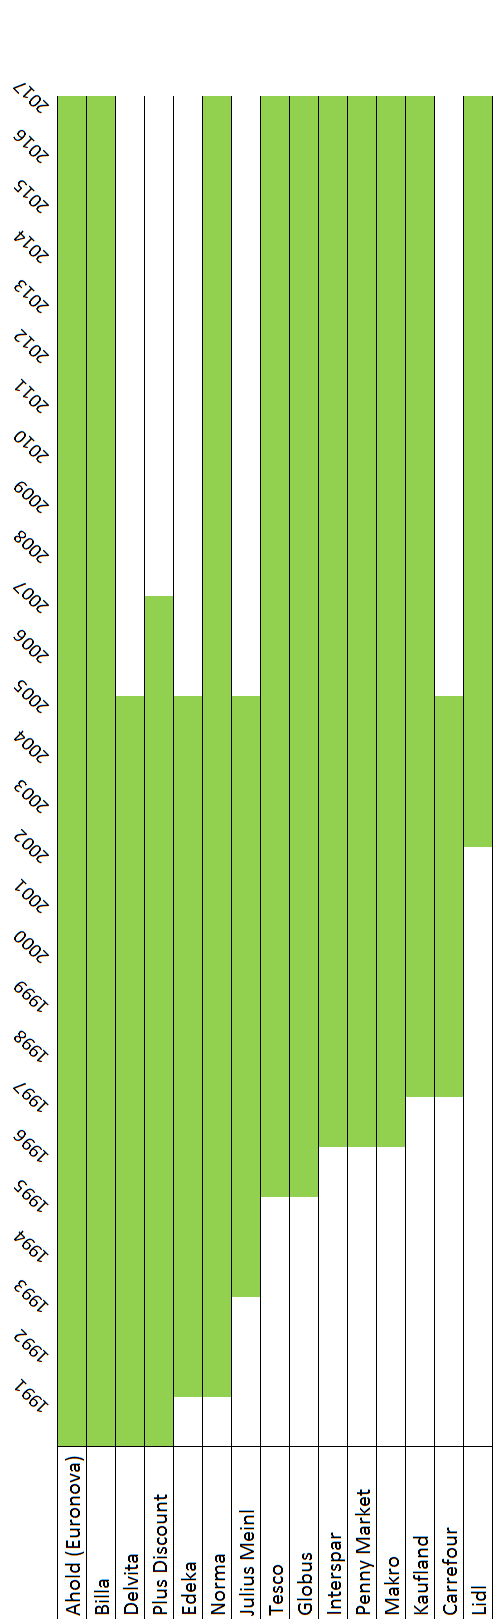 2017
2016
2015
2014
2013
2012
2011
2010
2009
2008
2007
2006
2005
2004
2003
2002
2001
2000
1999
1998
1997
1996
1995
1994
1993
1992
1991
Ahold (Euronova)
Billa
Delvita
Plus Discount
Edeka
Norma
Julius Meinl
Tesco
Globus
Interspar
Penny Market
Makro
Kaufland
Carrefour
Lidl